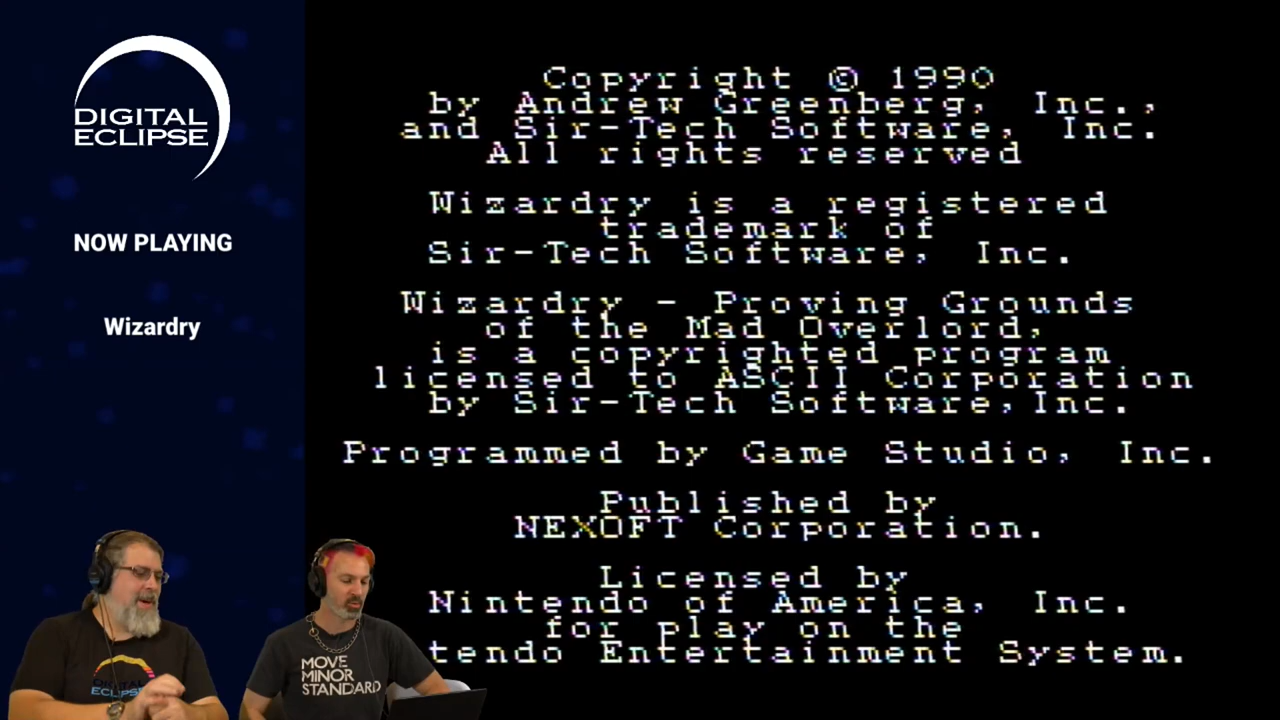 DIGITAL
ECLIPSE
NOW PLAYING
Wizardry
Copyright © 1990
by Andrew Greenberg, Inc.,
and Sir-Tech Software, Inc.
All rights reserved
Wizardry is a registered
trademark of
Sir-Tech Software, Inc.
Wizardry - Proving Grounds
of the Mad Overlord,
is a copyrighted program
licensed to ASCII Corporation
by Sir-Tech Software,Inc.
Programmed by Game Studio, Inc.
Published by
NEXOFT Corporation.
Licensed by
Nintendo of America, Inc.
for play on the
tendo Entertainment System.
DIGITAL
ECLIPSE
MOVE
MINOR
STANDARD